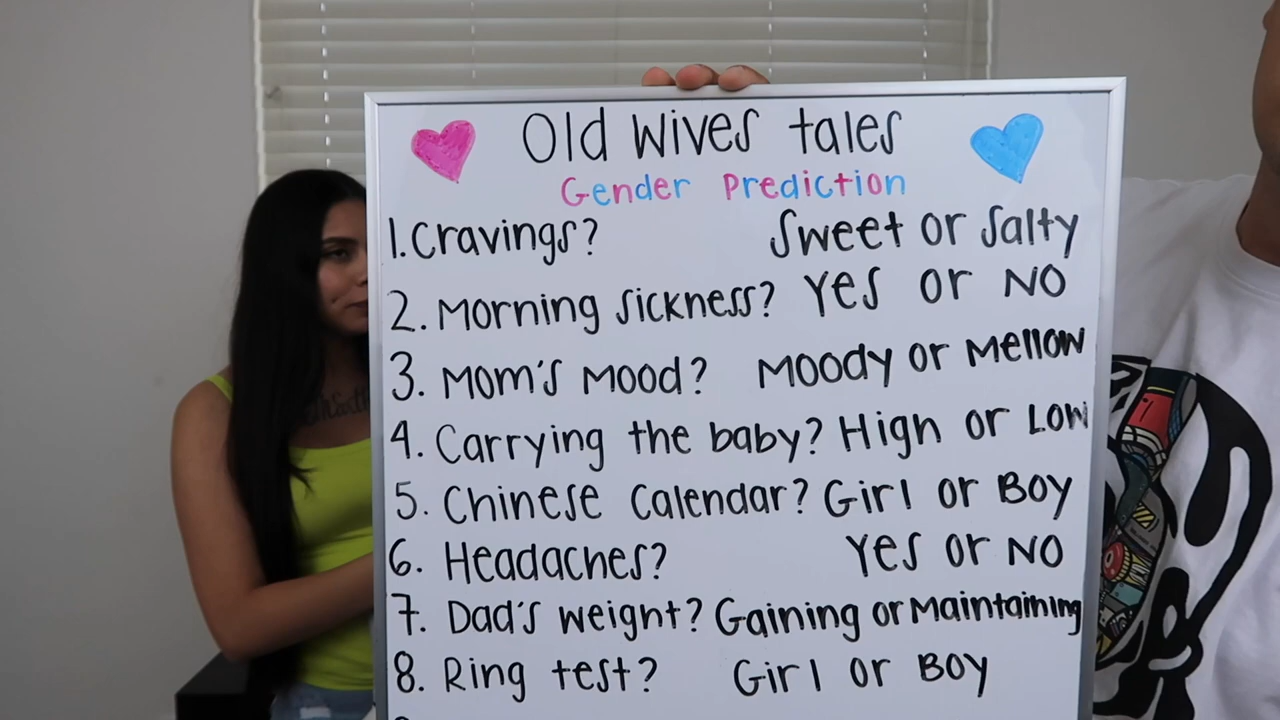 Old Wives tales
Gender Prediction
1. Cravings? Sweet or Salty
2. Morning Sickness? Yes or No
3. Mom's Mood? Moody or Mellow
4. Carrying the baby? High or Low
5. Chinese Calendar? Girl or Boy
6. Headaches? Yes or No
7. Dad's weight? Gaining or Maintaining
8. Ring test? Girl or Boy